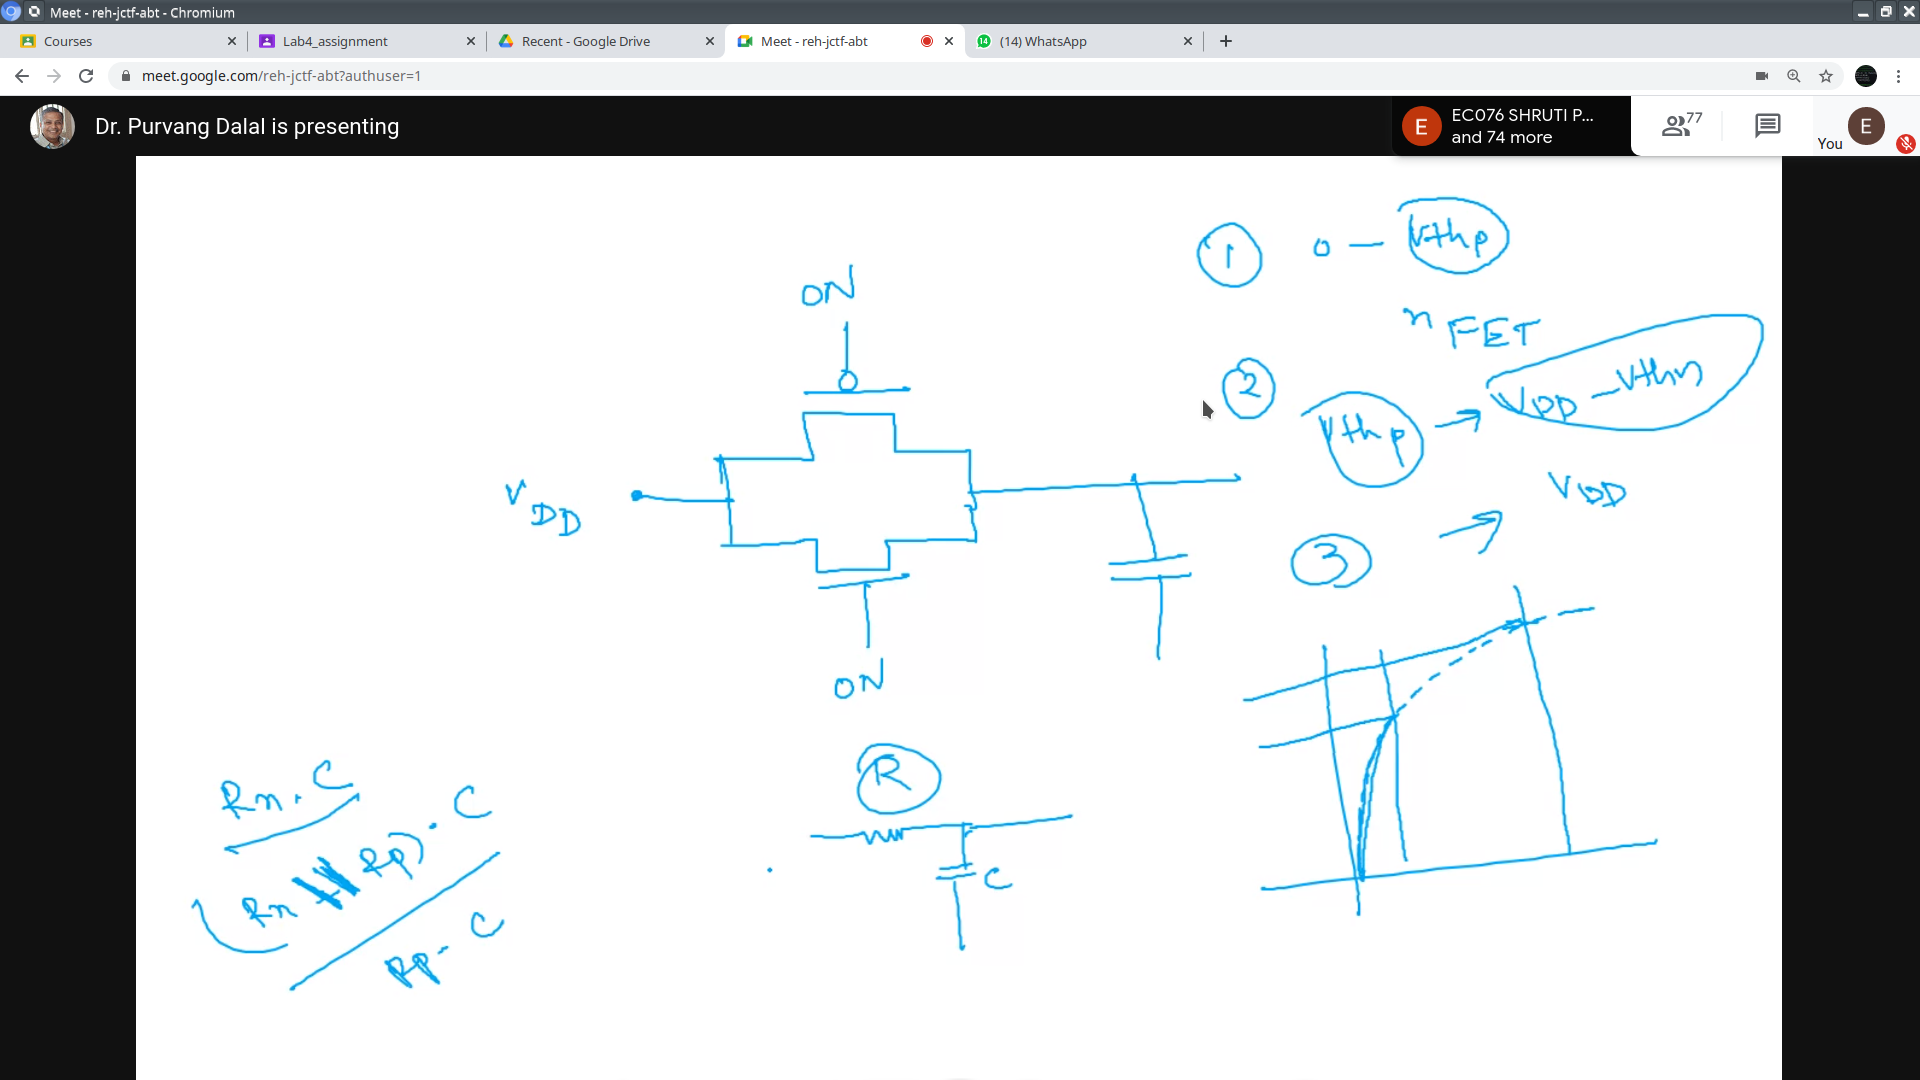 Meet - reh-jctf-abt - Chromium
Courses
Lab4_assignment
Recent - Google Drive
Meet - reh-jctf-abt
14
(14) WhatsApp
meet.google.com/reh-jctf-abt?authuser=1
Dr. Purvang Dalal is presenting
E
EC076 SHRUTI P...
and 74 more
77
You
E
1 0 — Vthp
ON
n FET
2 Vthp → VDD - Vthn
VDD
3 → VDD
ON
R
Rn . C
Rn || Rp) . C
C
Rp . C